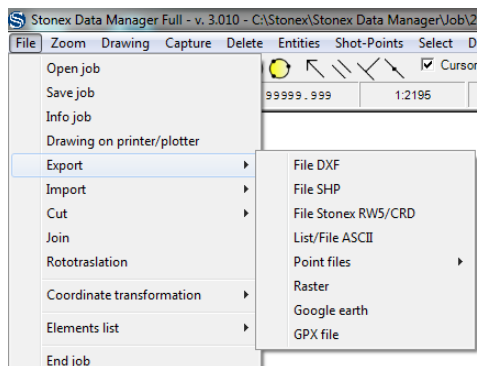 Stonex Data Manager Full - v. 3.010 - C:\Stonex\Stonex Data Manager\Job\2
File Zoom Drawing Capture Delete Entities Shot-Points Select D
Cursor
99999.999 1:2195
Open job
Save job
Info job
Drawing on printer/plotter
Export
Import
Cut
Join
Rototraslation
Coordinate transformation
Elements list
End job
File DXF
File SHP
File Stonex RW5/CRD
List/File ASCII
Point files
Raster
Google earth
GPX file